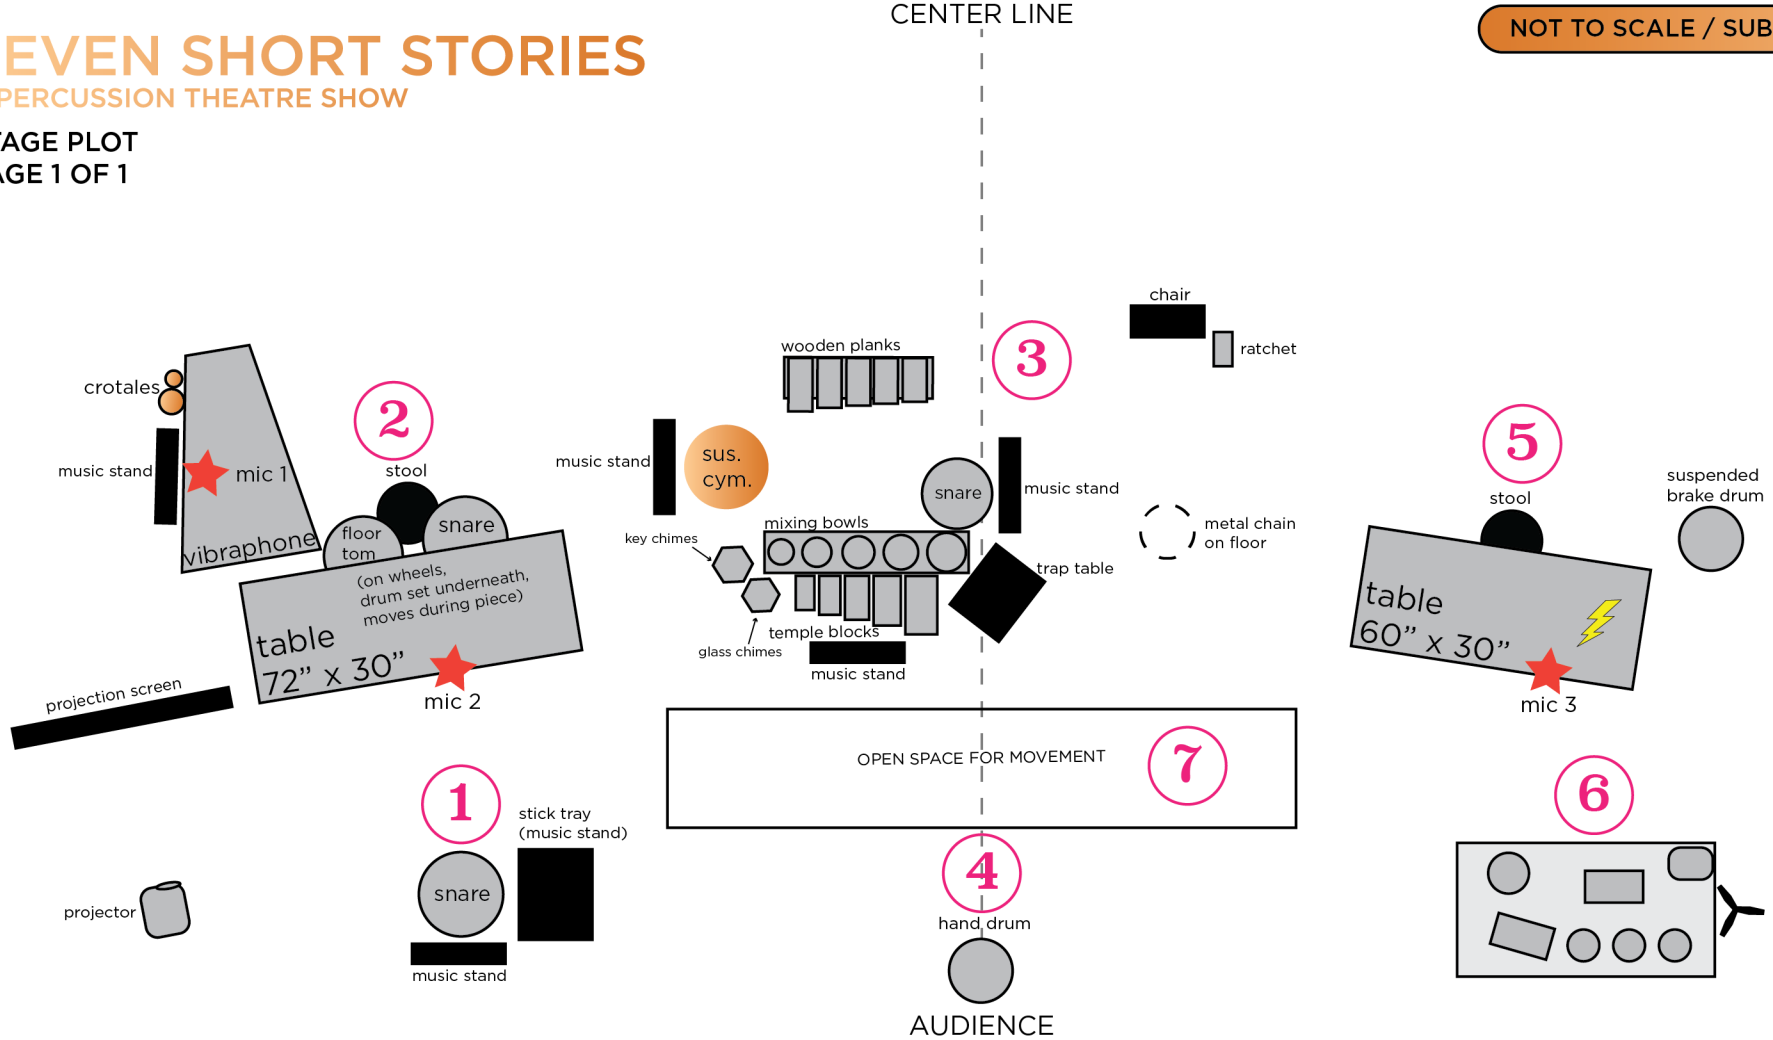 CENTER LINE
NOT TO SCALE / SUB
EVEN SHORT STORIES
PERCUSSION THEATRE SHOW
TAGE PLOT
AGE 1 OF 1
chair
ratchet
wooden planks
3
crotales
2
stool
music stand
mic 1
vibraphone
floor
tom
snare
(on wheels,
drum set underneath,
moves during piece)
table
72” x 30”
mic 2
projection screen
music stand
sus.
cym.
snare
music stand
mixing bowls
key chimes
trap table
temple blocks
glass chimes
music stand
metal chain
on floor
5
stool
suspended
brake drum
table
60” x 30”
mic 3
OPEN SPACE FOR MOVEMENT
7
1
stick tray
(music stand)
snare
music stand
projector
4
hand drum
6
AUDIENCE